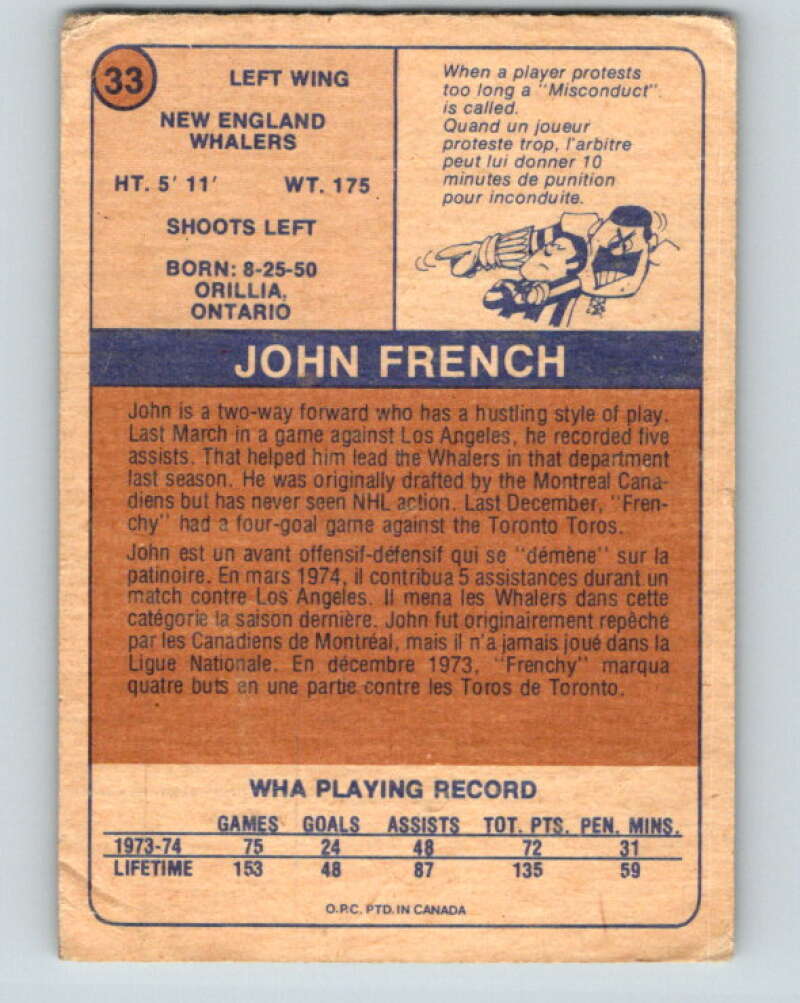 33
LEFT WING
NEW ENGLAND
WHALERS
HT. 5' 11' WT. 175
SHOOTS LEFT
BORN: 8-25-50
ORILLIA,
ONTARIO
When a player protests
too long a "Misconduct"
is called.
Quand un joueur
proteste trop, l'arbitre
peut lui donner 10
minutes de punition
pour inconduite.
JOHN FRENCH
John is a two-way forward who has a hustling style of play.
Last March in a game against Los Angeles, he recorded five
assists. That helped him lead the Whalers in that department
last season. He was originally drafted by the Montreal Cana-
diens but has never seen NHL action. Last December, "Fren-
chy" had a four-goal game against the Toronto Toros.
John est un avant offensif-défensif qui se "démène" sur la
patinoire. En mars 1974, il contribua 5 assistances durant un
match contre Los Angeles. Il mena les Whalers dans cette
catégorie la saison dernière. John fut originairement repêché
par les Canadiens de Montréal, mais il n'a jamais joué dans la
Ligue Nationale. En décembre 1973, "Frenchy" marqua
quatre buts en une partie contre les Toros de Toronto.
WHA PLAYING RECORD
GAMES GOALS ASSISTS TOT. PTS. PEN. MINS.
1973-74 75 24 48 72 31
LIFETIME 153 48 87 135 59
O.P.C. PTD. IN CANADA